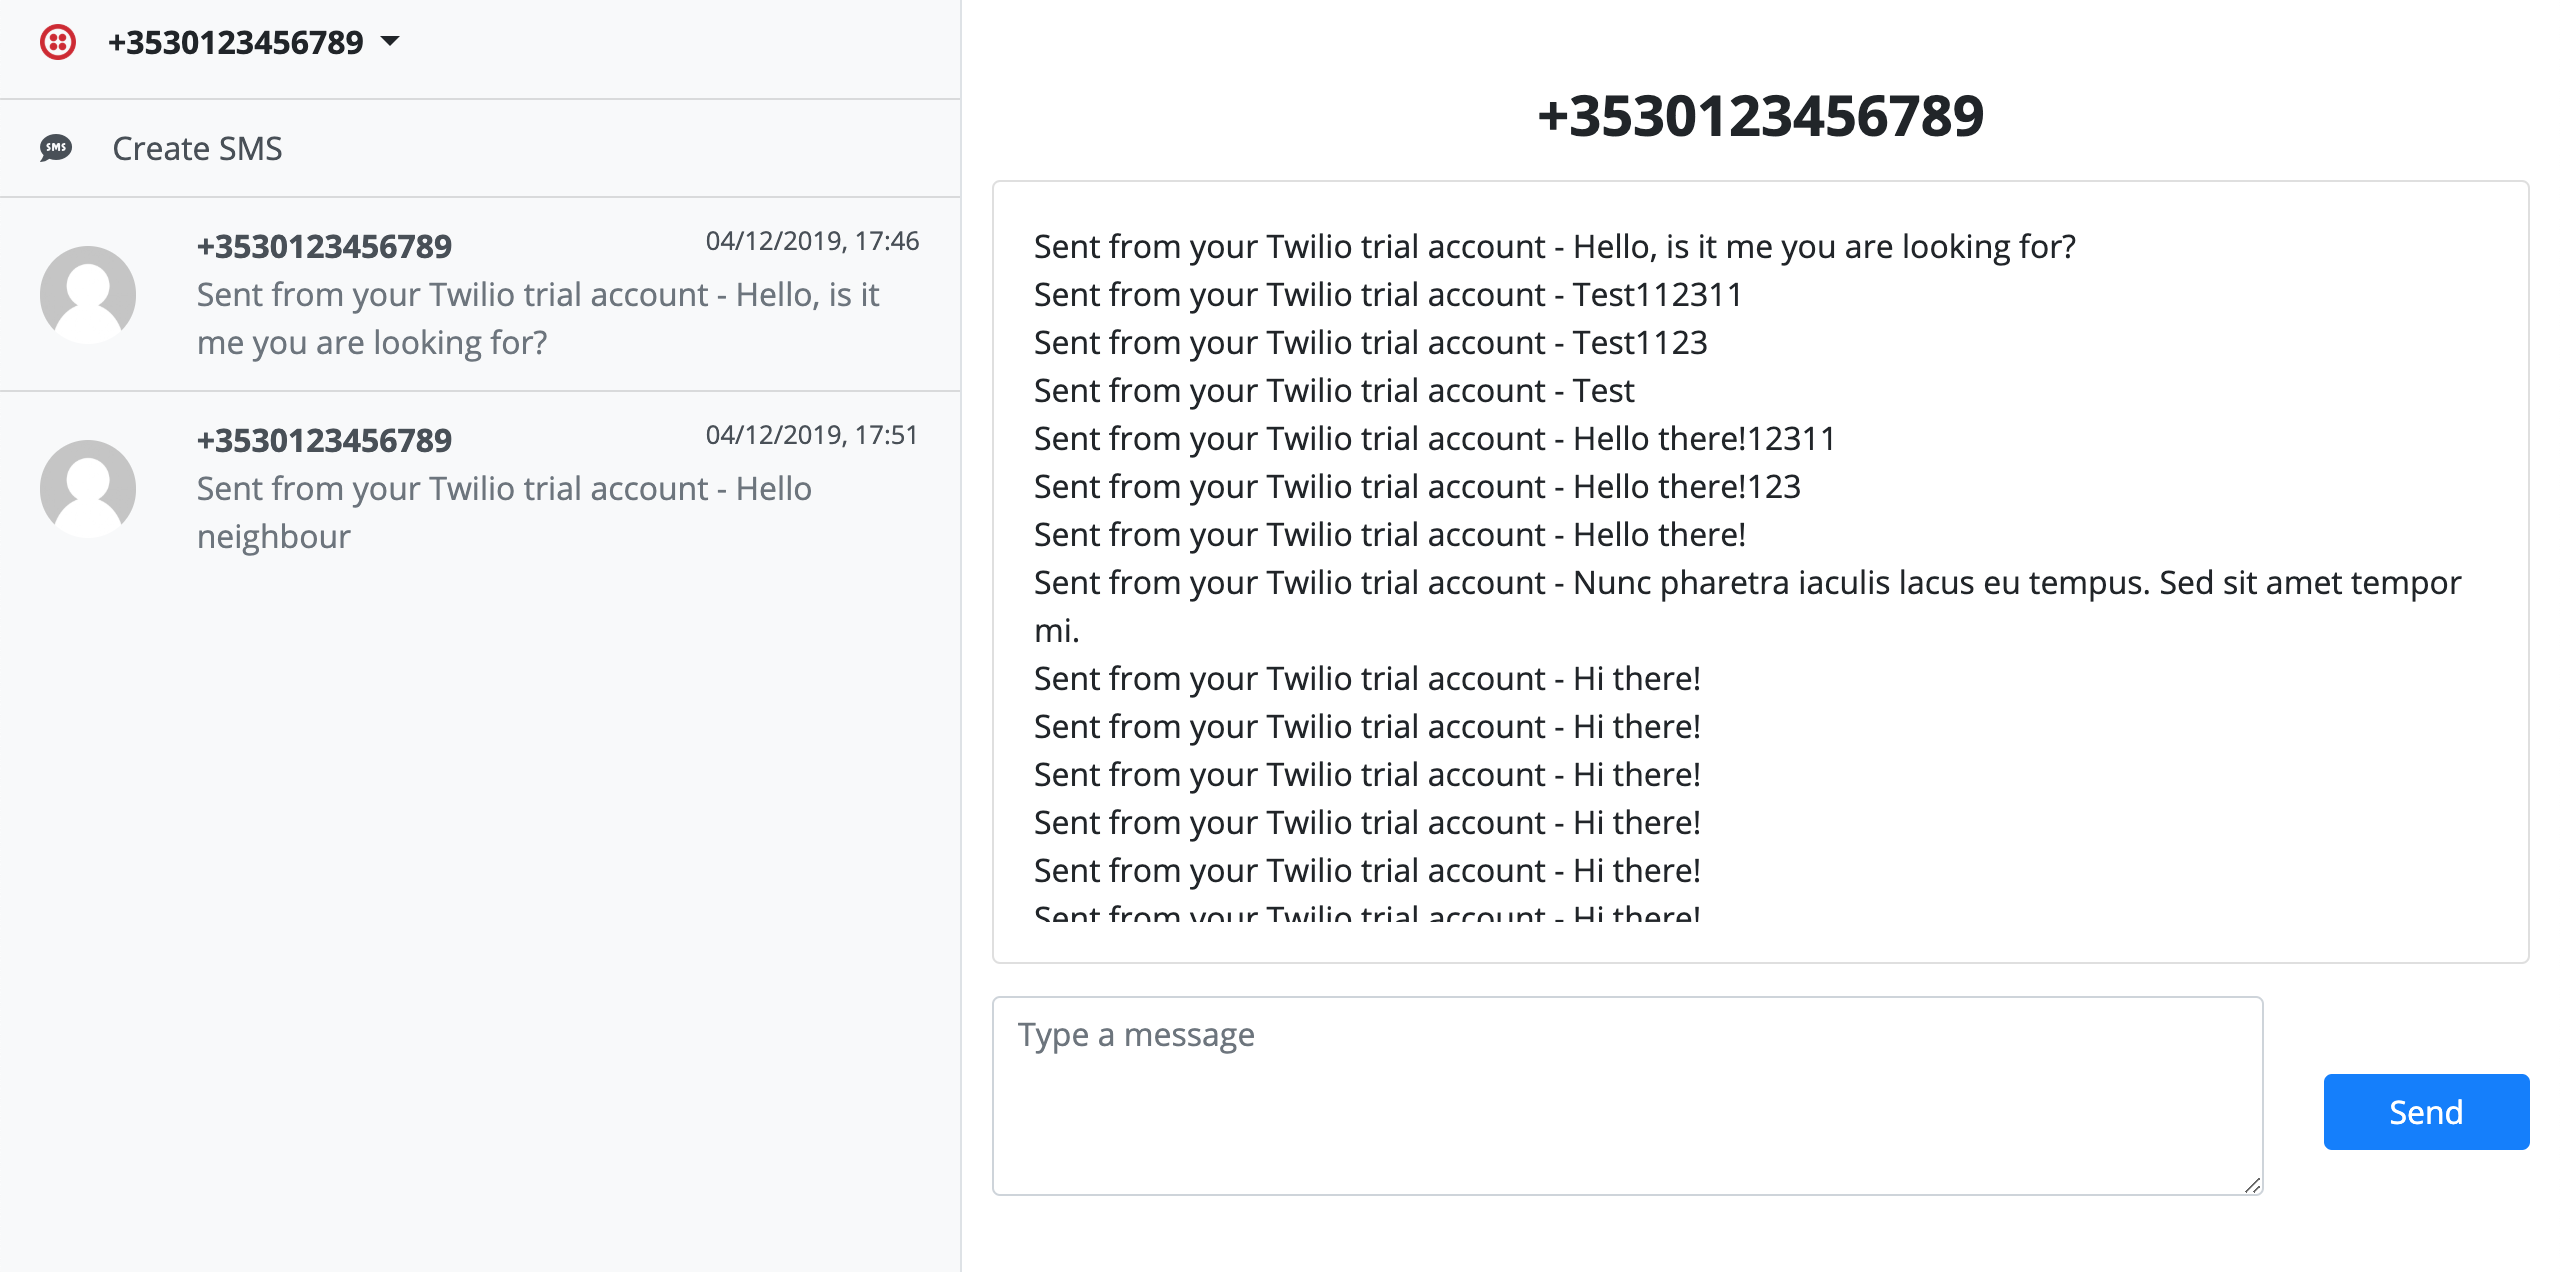 +3530123456789
SMS
Create SMS
+3530123456789
04/12/2019, 17:46
Sent from your Twilio trial account - Hello, is it
me you are looking for?
+3530123456789
04/12/2019, 17:51
Sent from your Twilio trial account - Hello
neighbour
+3530123456789
Sent from your Twilio trial account - Hello, is it me you are looking for?
Sent from your Twilio trial account - Test112311
Sent from your Twilio trial account - Test1123
Sent from your Twilio trial account - Test
Sent from your Twilio trial account - Hello there!12311
Sent from your Twilio trial account - Hello there!123
Sent from your Twilio trial account - Hello there!
Sent from your Twilio trial account - Nunc pharetra iaculis lacus eu tempus. Sed sit amet tempor
mi.
Sent from your Twilio trial account - Hi there!
Sent from your Twilio trial account - Hi there!
Sent from your Twilio trial account - Hi there!
Sent from your Twilio trial account - Hi there!
Sent from your Twilio trial account - Hi there!
Sent from your Twilio trial account - Hi there!
Type a message
Send